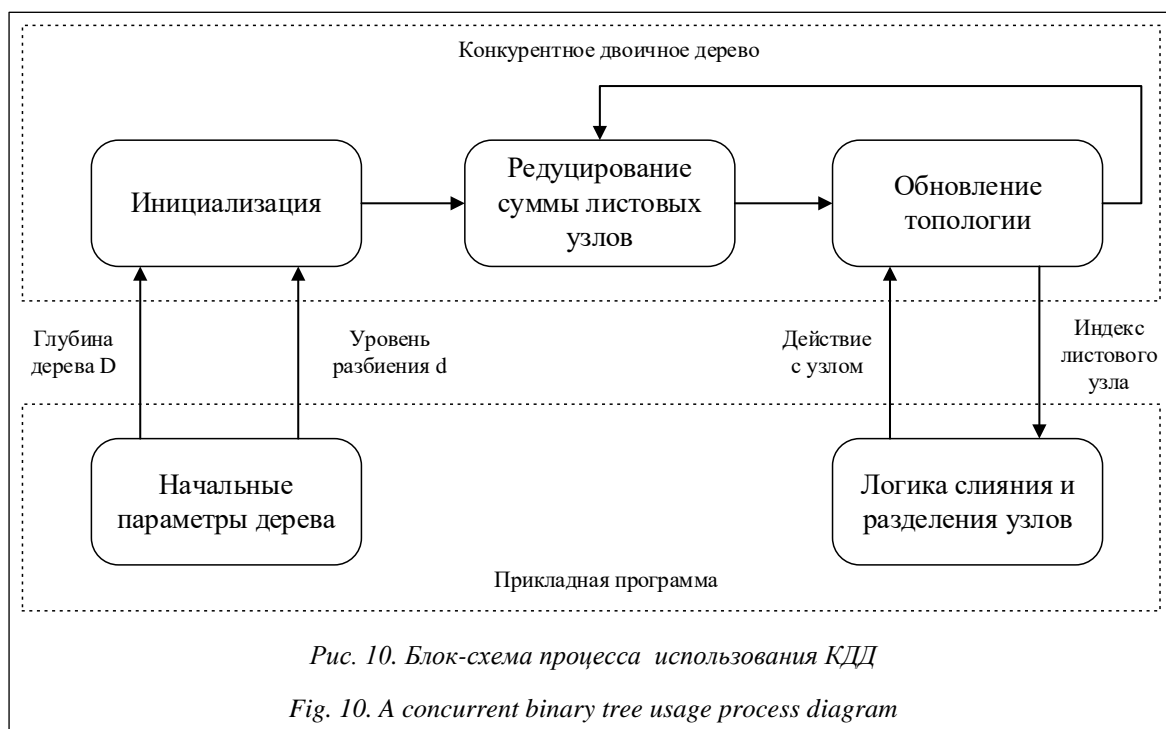 Конкурентное двоичное дерево
Инициализация
Редуцирование
суммы листовых
узлов
Обновление
топологии
Глубина
дерева D
Уровень
разбиения d
Действие
с узлом
Индекс
листового
узла
Начальные
параметры дерева
Логика слияния и
разделения узлов
Прикладная программа
Рис. 10. Блок-схема процесса использования КДД
Fig. 10. A concurrent binary tree usage process diagram